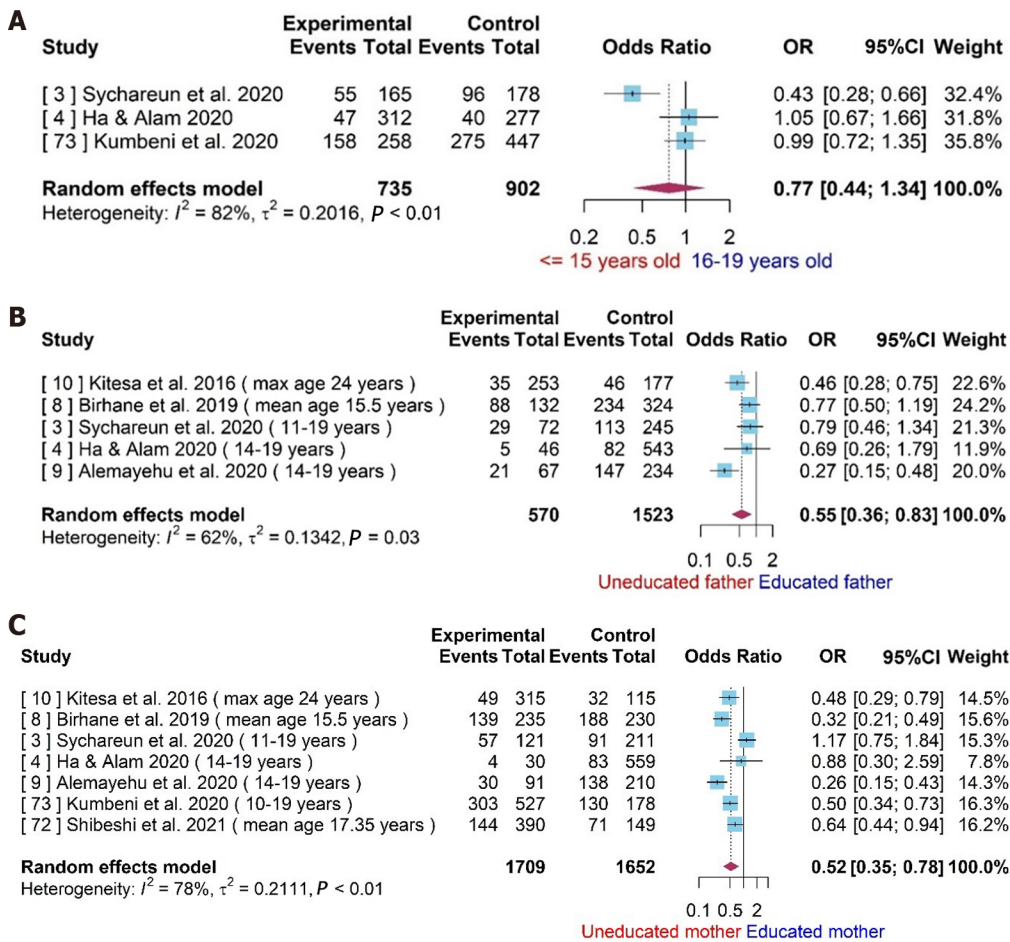 A
Experimental Control
Study Events Total Events Total Odds Ratio OR 95%CI Weight
[ 3 ] Sychareun et al. 2020 55 165 96 178 0.43 [0.28; 0.66] 32.4%
[ 4 ] Ha & Alam 2020 47 312 40 277 1.05 [0.67; 1.66] 31.8%
[ 73 ] Kumbeni et al. 2020 158 258 275 447 0.99 [0.72; 1.35] 35.8%
Random effects model 735 902 0.77 [0.44; 1.34] 100.0%
Heterogeneity: I² = 82%, τ² = 0.2016, P < 0.01
0.2 0.5 1 2
<= 15 years old 16-19 years old
B
Experimental Control
Study Events Total Events Total Odds Ratio OR 95%CI Weight
[ 10 ] Kitesa et al. 2016 ( max age 24 years ) 35 253 46 177 0.46 [0.28; 0.75] 22.6%
[ 8 ] Birhane et al. 2019 ( mean age 15.5 years ) 88 132 234 324 0.77 [0.50; 1.19] 24.2%
[ 3 ] Sychareun et al. 2020 ( 11-19 years ) 29 72 113 245 0.79 [0.46; 1.34] 21.3%
[ 4 ] Ha & Alam 2020 ( 14-19 years ) 5 46 82 543 0.69 [0.26; 1.79] 11.9%
[ 9 ] Alemayehu et al. 2020 ( 14-19 years ) 21 67 147 234 0.27 [0.15; 0.48] 20.0%
Random effects model 570 1523 0.55 [0.36; 0.83] 100.0%
Heterogeneity: I² = 62%, τ² = 0.1342, P = 0.03
0.1 0.5 2
Uneducated father Educated father
C
Experimental Control
Study Events Total Events Total Odds Ratio OR 95%CI Weight
[ 10 ] Kitesa et al. 2016 ( max age 24 years ) 49 315 32 115 0.48 [0.29; 0.79] 14.5%
[ 8 ] Birhane et al. 2019 ( mean age 15.5 years ) 139 235 188 230 0.32 [0.21; 0.49] 15.6%
[ 3 ] Sychareun et al. 2020 ( 11-19 years ) 57 121 91 211 1.17 [0.75; 1.84] 15.3%
[ 4 ] Ha & Alam 2020 ( 14-19 years ) 4 30 83 559 0.88 [0.30; 2.59] 7.8%
[ 9 ] Alemayehu et al. 2020 ( 14-19 years ) 30 91 138 210 0.26 [0.15; 0.43] 14.3%
[ 73 ] Kumbeni et al. 2020 ( 10-19 years ) 303 527 130 178 0.50 [0.34; 0.73] 16.3%
[ 72 ] Shibeshi et al. 2021 ( mean age 17.35 years ) 144 390 71 149 0.64 [0.44; 0.94] 16.2%
Random effects model 1709 1652 0.52 [0.35; 0.78] 100.0%
Heterogeneity: I² = 78%, τ² = 0.2111, P < 0.01
0.1 0.5 2
Uneducated mother Educated mother